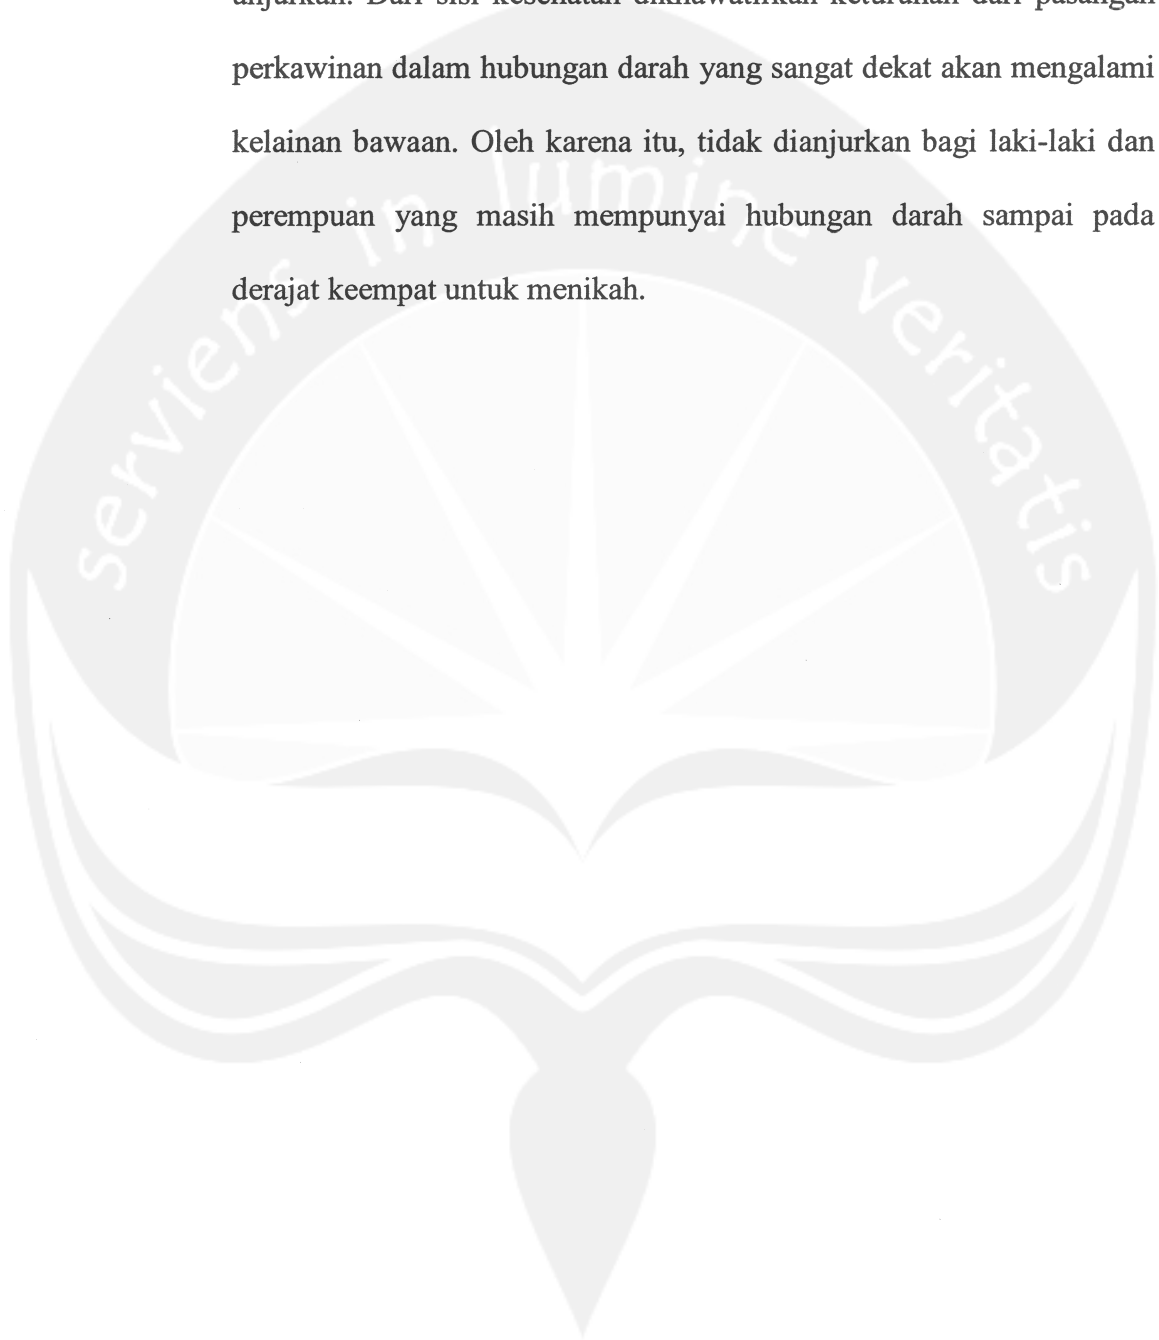 anjurkan. Dari sisi kesehatan dikhawatirkan keturunan dari pasangan
perkawinan dalam hubungan darah yang sangat dekat akan mengalami
kelainan bawaan. Oleh karena itu, tidak dianjurkan bagi laki-laki dan
perempuan yang masih mempunyai hubungan darah sampai pada
derajat keempat untuk menikah.
serviens in lumine veritatis